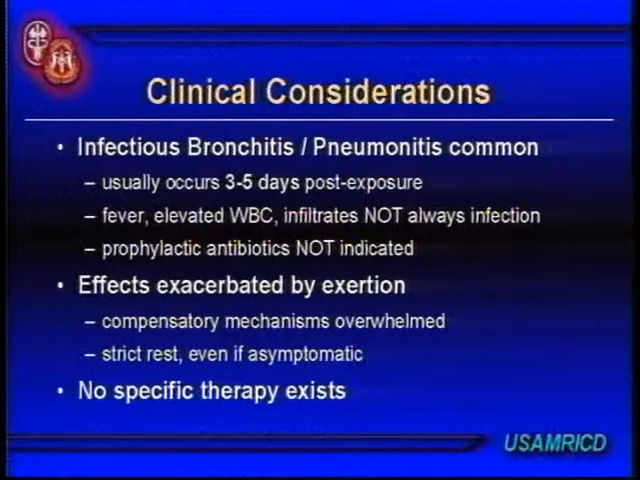 Clinical Considerations
• Infectious Bronchitis / Pneumonitis common
– usually occurs 3-5 days post-exposure
– fever, elevated WBC, infiltrates NOT always infection
– prophylactic antibiotics NOT indicated
• Effects exacerbated by exertion
– compensatory mechanisms overwhelmed
– strict rest, even if asymptomatic
• No specific therapy exists
USAMRICD